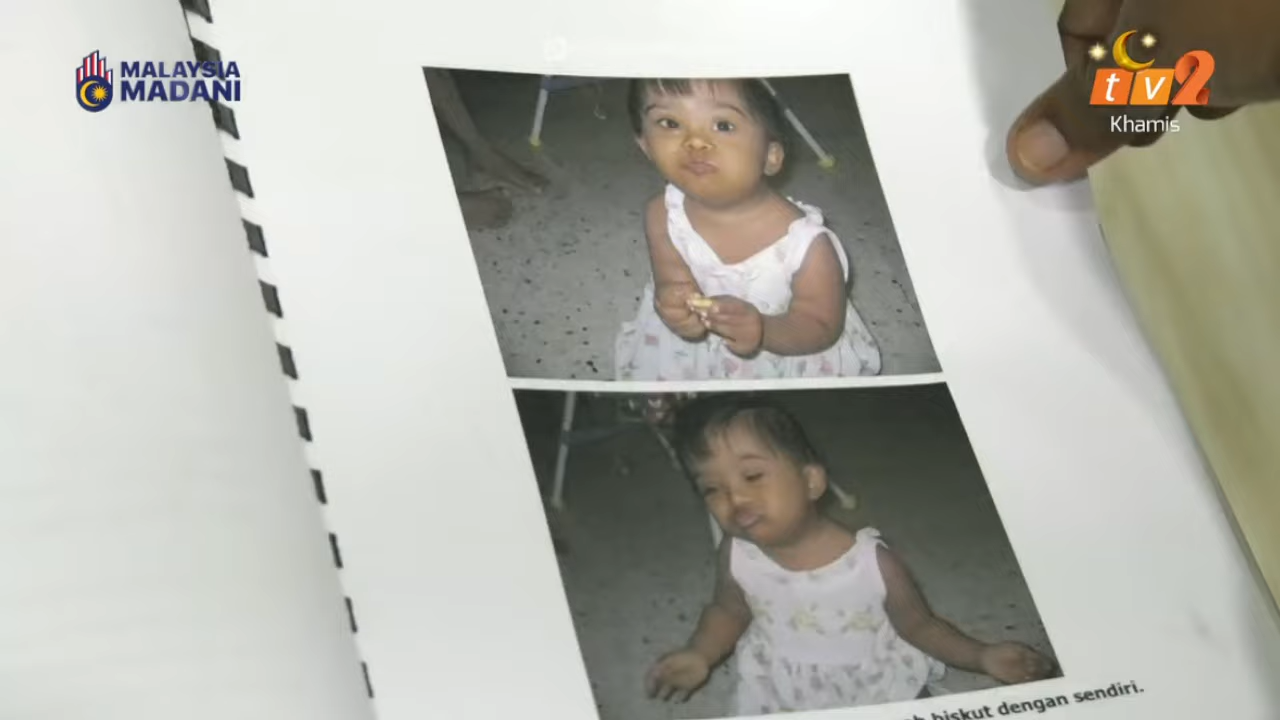 MALAYSIA
MADANI
tv2
Khamis
biskut dengan sendiri.